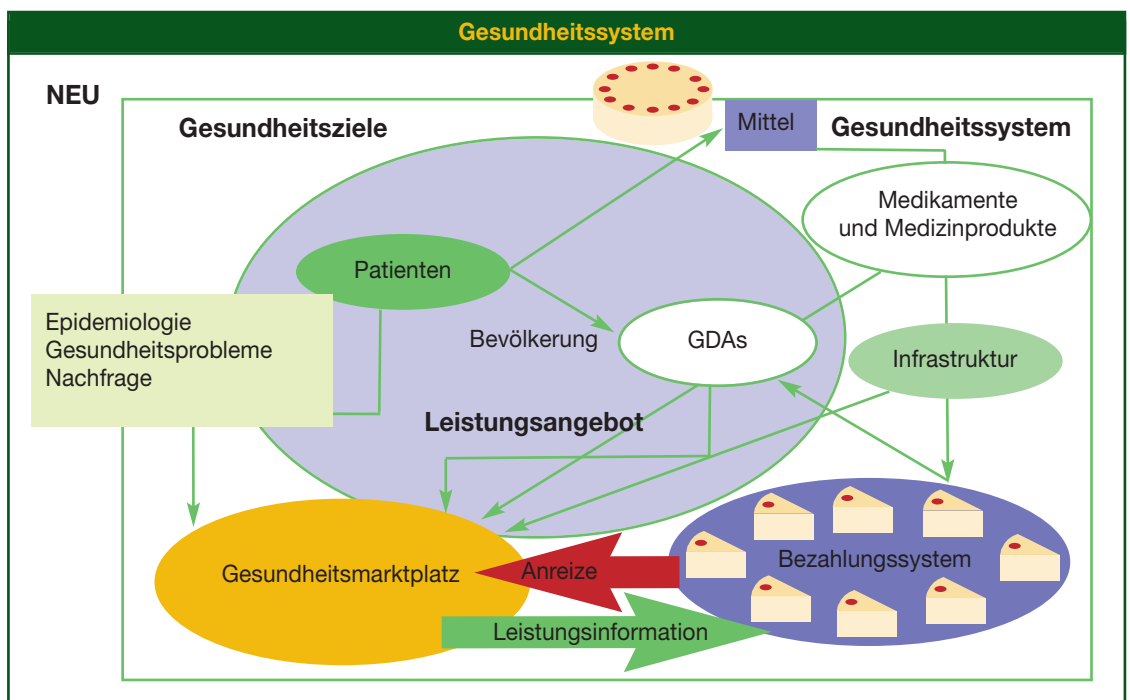 Gesundheitssystem
NEU
Gesundheitsziele
Mittel
Gesundheitssystem
Medikamente
und Medizinprodukte
Patienten
Epidemiologie
Gesundheitsprobleme
Nachfrage
Bevölkerung
GDAs
Infrastruktur
Leistungsangebot
Gesundheitsmarktplatz
Anreize
Bezahlungssystem
Leistungsinformation